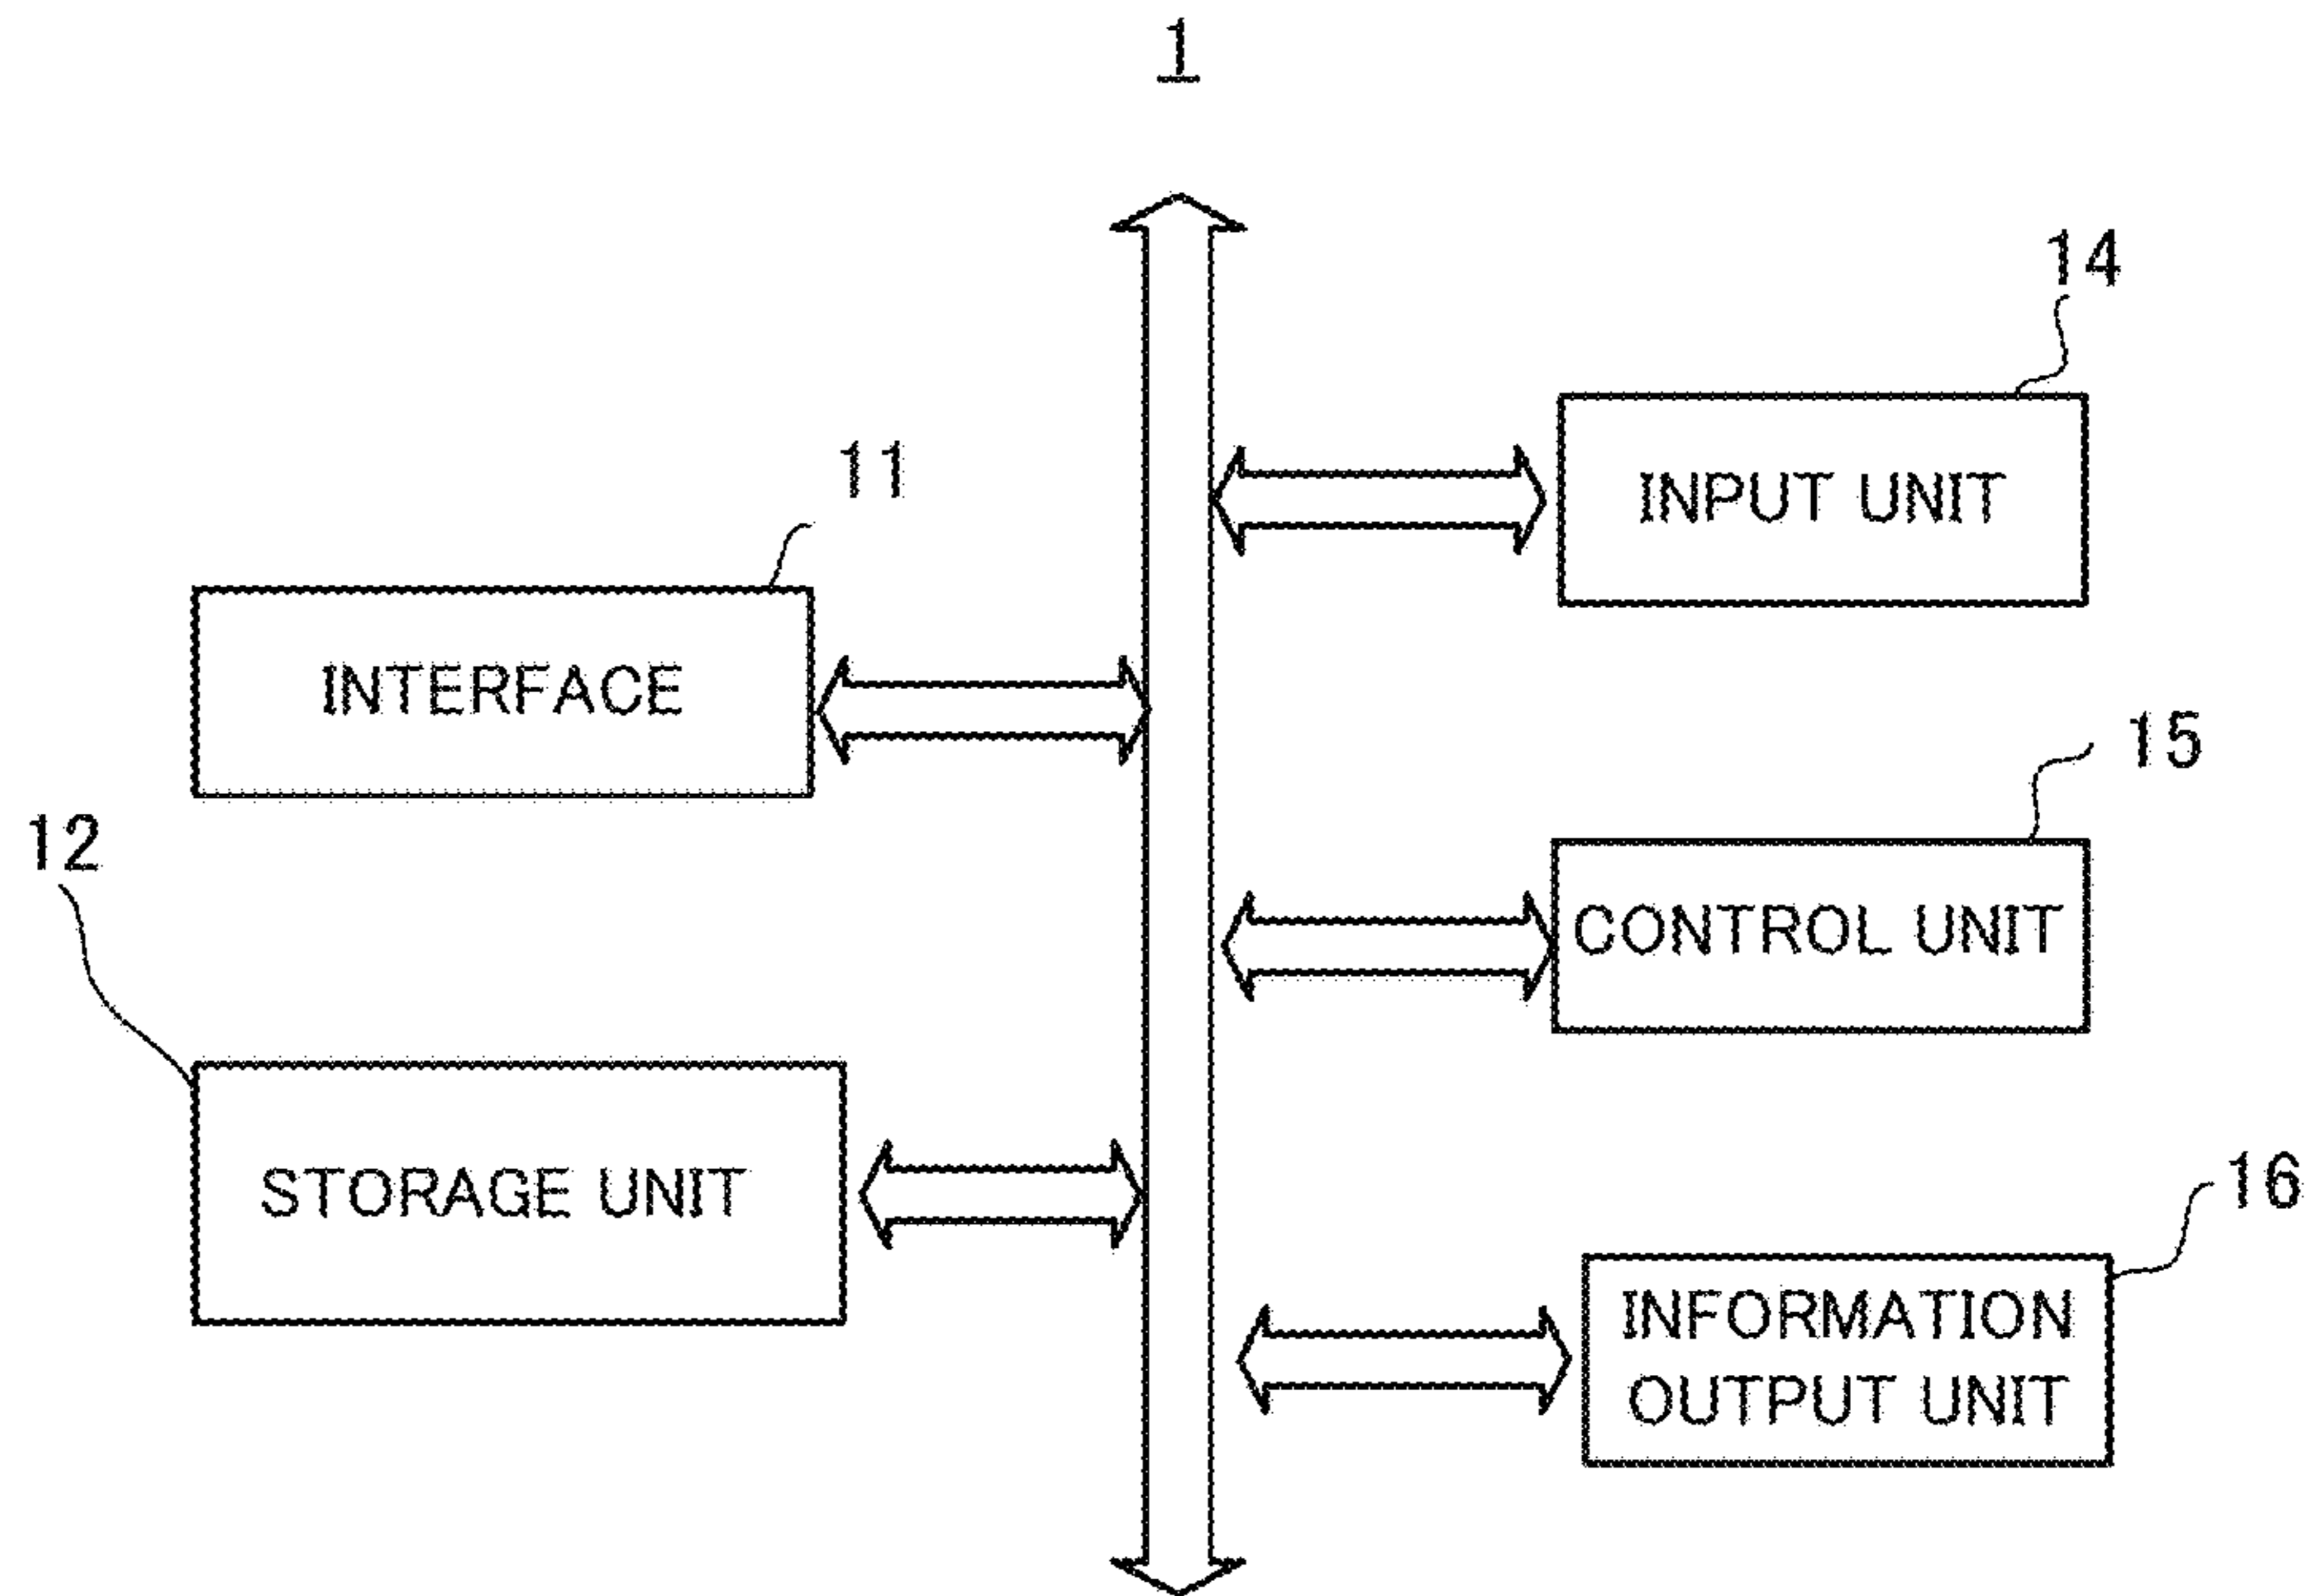 1
14
INPUT UNIT
11
INTERFACE
15
CONTROL UNIT
12
STORAGE UNIT
16
INFORMATION
OUTPUT UNIT